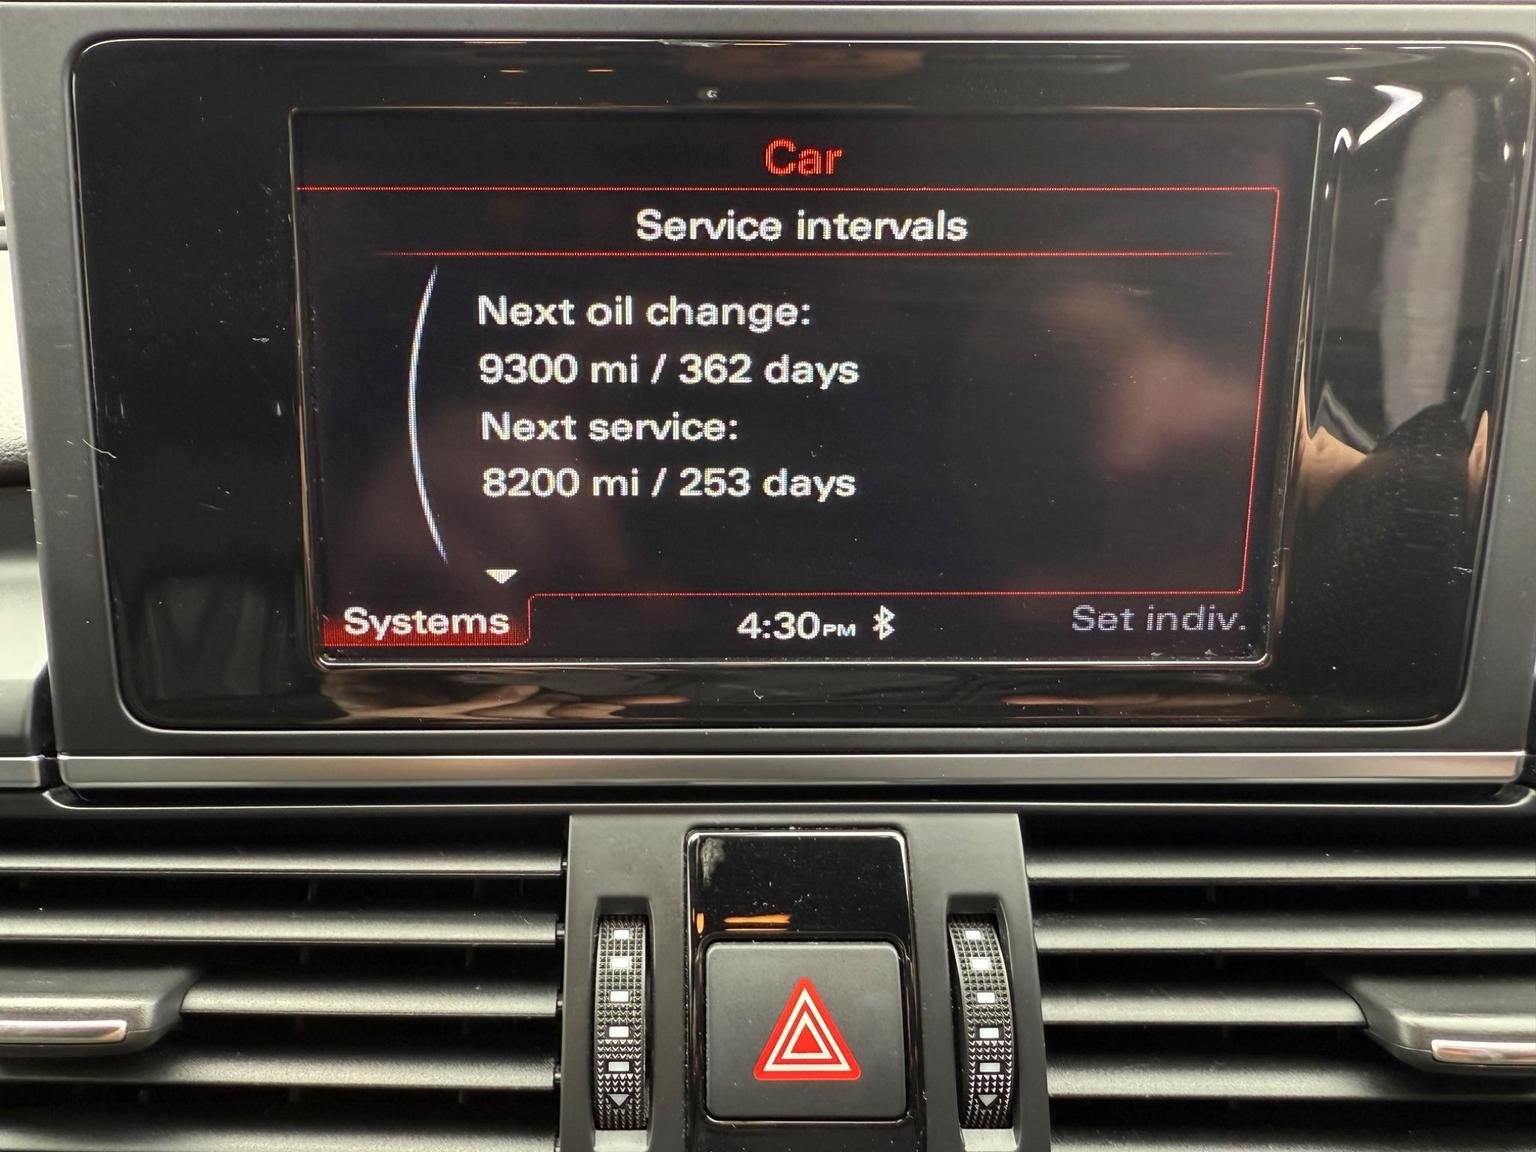 Car
Service intervals
Next oil change:
9300 mi / 362 days
Next service:
8200 mi / 253 days
Systems
4:30PM
Set indiv.